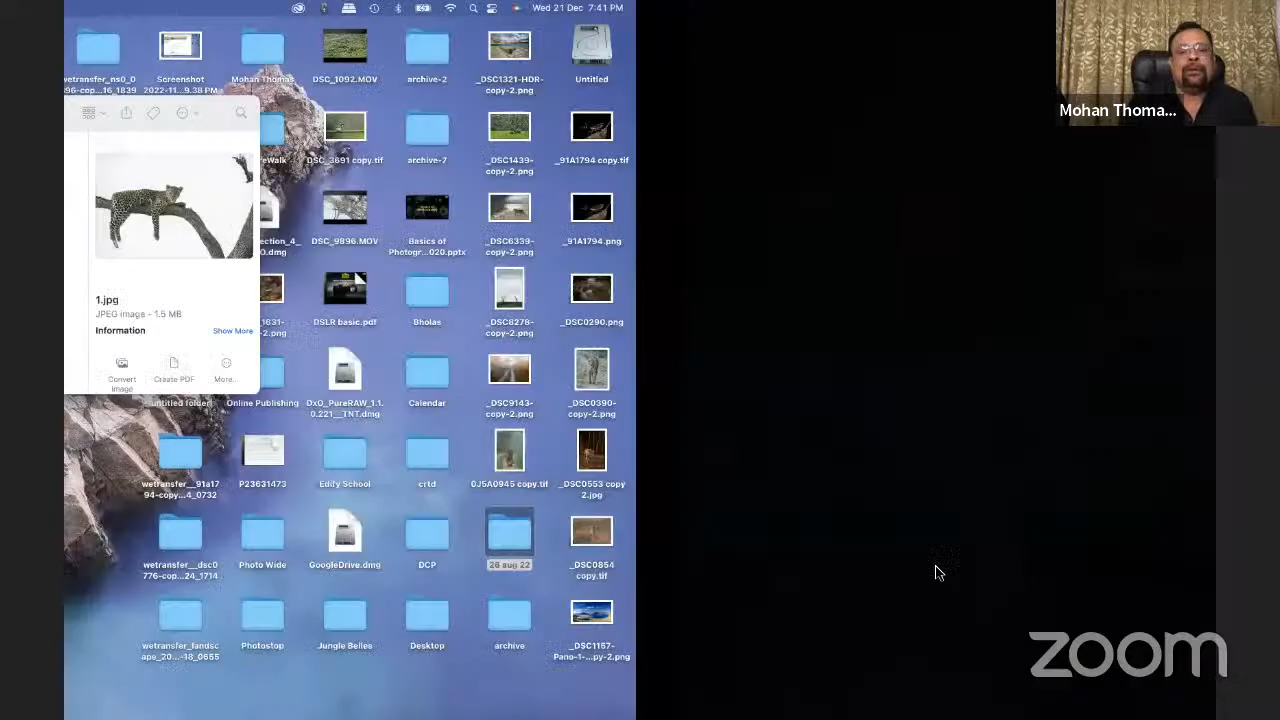 Wed 21 Dec 7:41 PM
Mohan Thoma...
Screenshot
2022-11...9.38 PM
Mohan Thomas
DSC_1092.MOV
archive-2
_DSC1321-HDR-
copy-2.png
Untitled
DSC_3691 copy.tif
archive-7
_DSC1439-
copy-2.png
_91A1794 copy.tif
DSC_9896.MOV
Basics of
Photogr...020.pptx
_DSC6339-
copy-2.png
_91A1794.png
1.jpg
JPEG image - 1.5 MB
Information
Show More
Convert
Image
Create PDF
More...
DSLR basic.pdf
Bholas
_DSC8278-
copy-2.png
_DSC0290.png
untitled folder
Online Publishing
DxO_PureRAW_1.1.
0.221__TNT.dmg
Calendar
_DSC9143-
copy-2.png
_DSC0390-
copy-2.png
wetransfer__91a17
94-copy...4_0732
P23631473
Edify School
crtd
0J5A0945 copy.tif
_DSC0553 copy
2.jpg
wetransfer__dsc0
776-cop...24_1714
Photo Wide
GoogleDrive.dmg
DCP
26 aug 22
_DSC0854
copy.tif
wetransfer_landsc
ape_20...-18_0655
Photostop
Jungle Belles
Desktop
archive
_DSC1157-
Pano-1-...py-2.png
zoom